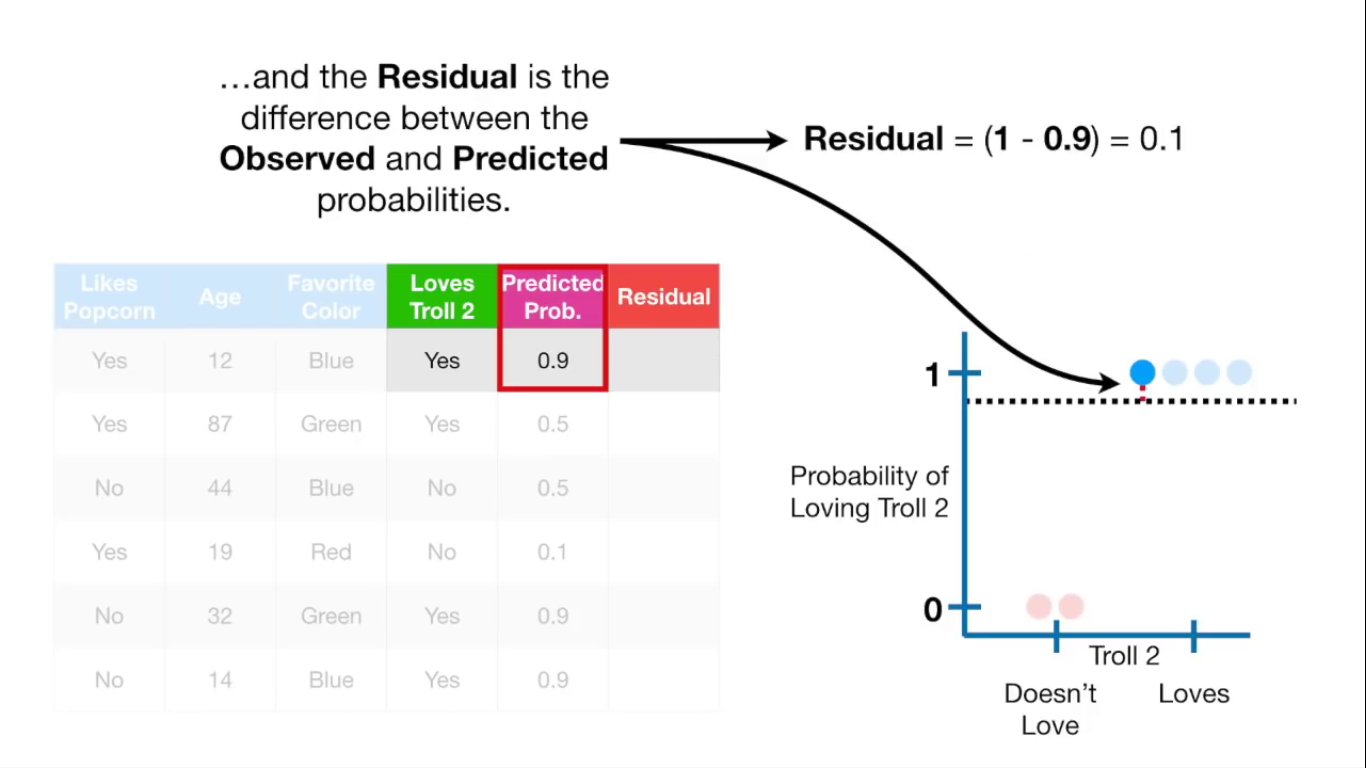 …and the Residual is the
difference between the
Observed and Predicted
probabilities.
Residual = (1 - 0.9) = 0.1
Likes Popcorn Age Favorite Color Loves Troll 2 Predicted Prob. Residual
Yes 12 Blue Yes 0.9
Yes 87 Green Yes 0.5
No 44 Blue No 0.5
Yes 19 Red No 0.1
No 32 Green Yes 0.9
No 14 Blue Yes 0.9
1
Probability of
Loving Troll 2
0
Troll 2
Doesn't Love Loves